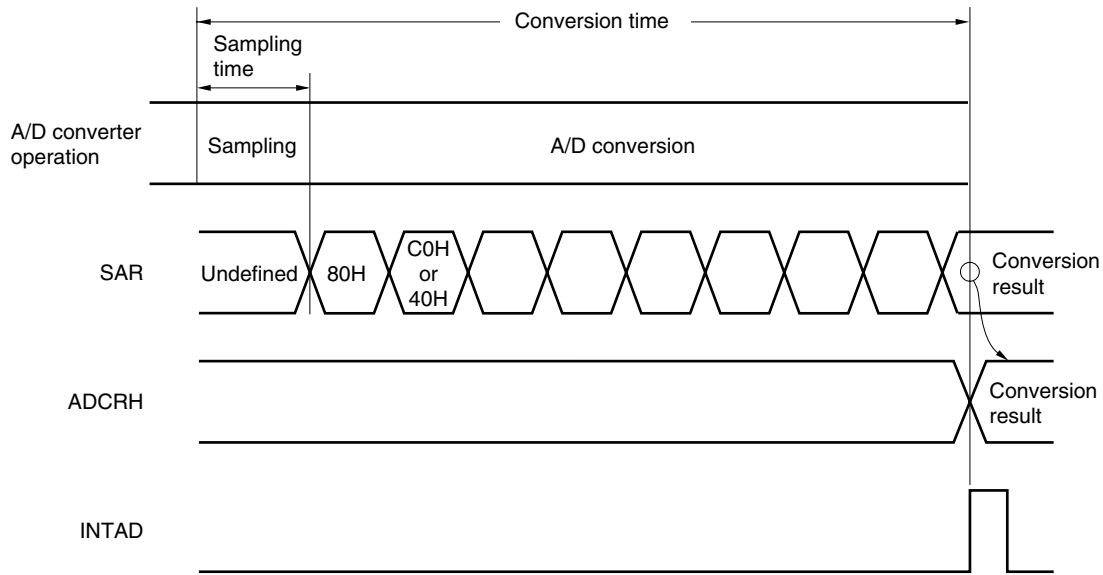 Conversion time
Sampling
time
A/D converter
operation
Sampling
A/D conversion
SAR
Undefined
80H
C0H
or
40H
Conversion
result
ADCRH
Conversion
result
INTAD